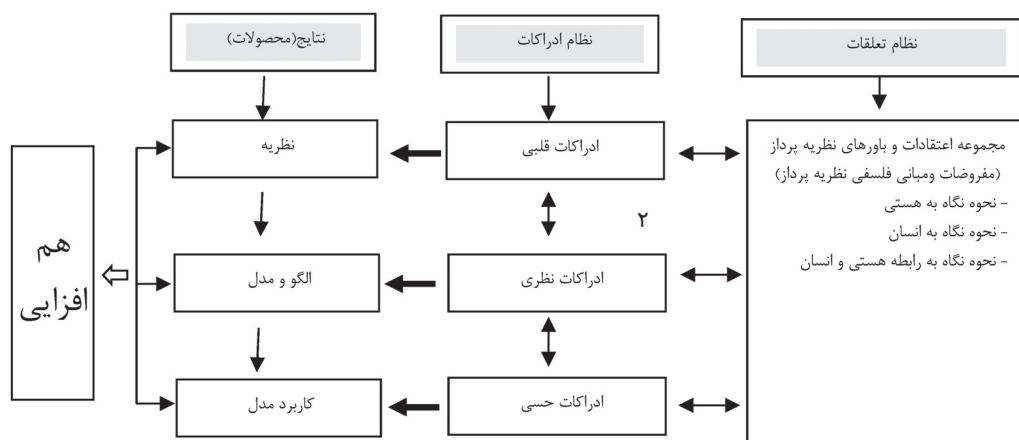 نظام تعلقات
نظام ادراکات
نتایج(محصولات)
مجموعه اعتقادات و باورهای نظریه پرداز
(مفروضات ومبانی فلسفی نظریه پرداز)
- نحوه نگاه به هستی
- نحوه نگاه به انسان
- نحوه نگاه به رابطه هستی و انسان
ادراکات قلبی
نظریه
۲
ادراکات نظری
الگو و مدل
ادراکات حسی
کاربرد مدل
هم
افزایی